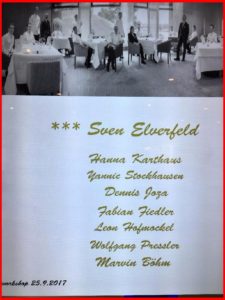 *** Sven Elverfeld
Hanna Karthaus
Yannic Stockhausen
Dennis Joza
Fabian Fiedler
Leon Hofmockel
Wolfgang Pressler
Marvin Böhm
workshop 25.9.2017